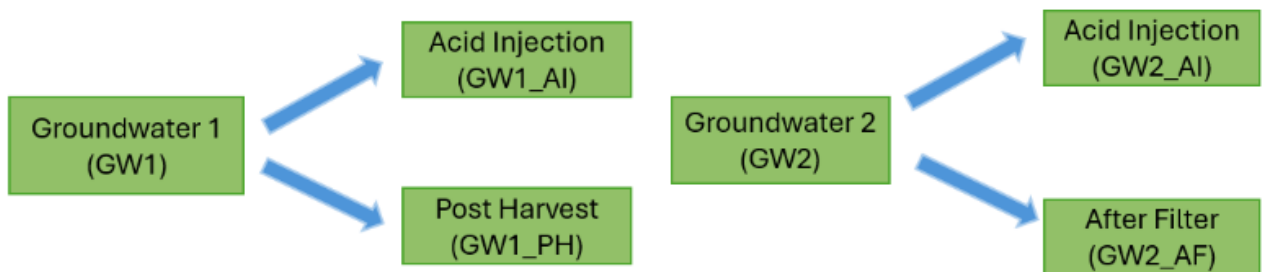 Groundwater 1
(GW1)
Acid Injection
(GW1_AI)
Post Harvest
(GW1_PH)
Groundwater 2
(GW2)
Acid Injection
(GW2_AI)
After Filter
(GW2_AF)